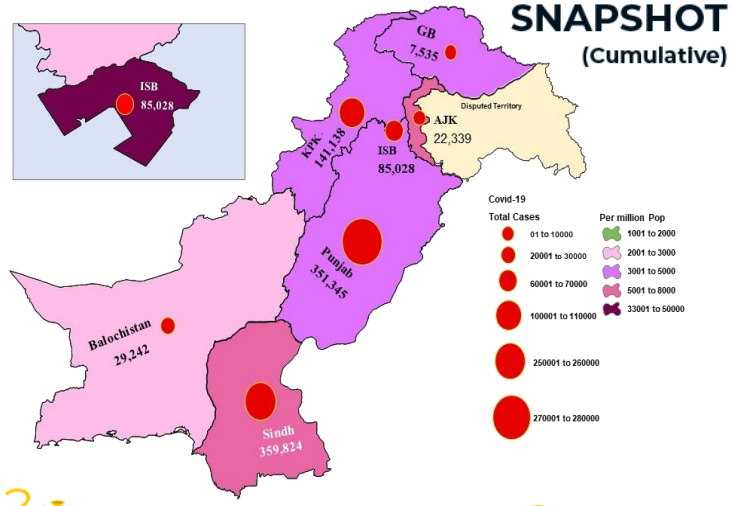 SNAPSHOT
(Cumulative)
ISB
85,028
GB
7,535
Disputed Territory
AJK
22,339
KPK.
141,138
ISB
85,028
Punjab
351,345
Balochistan
29,242
Sindh
359,824
Covid-19
Total Cases
01 to 10000
20001 to 30000
60001 to 70000
100001 to 110000
250001 to 260000
270001 to 280000
Per million Pop
1001 to 2000
2001 to 3000
3001 to 5000
5001 to 8000
33001 to 50000